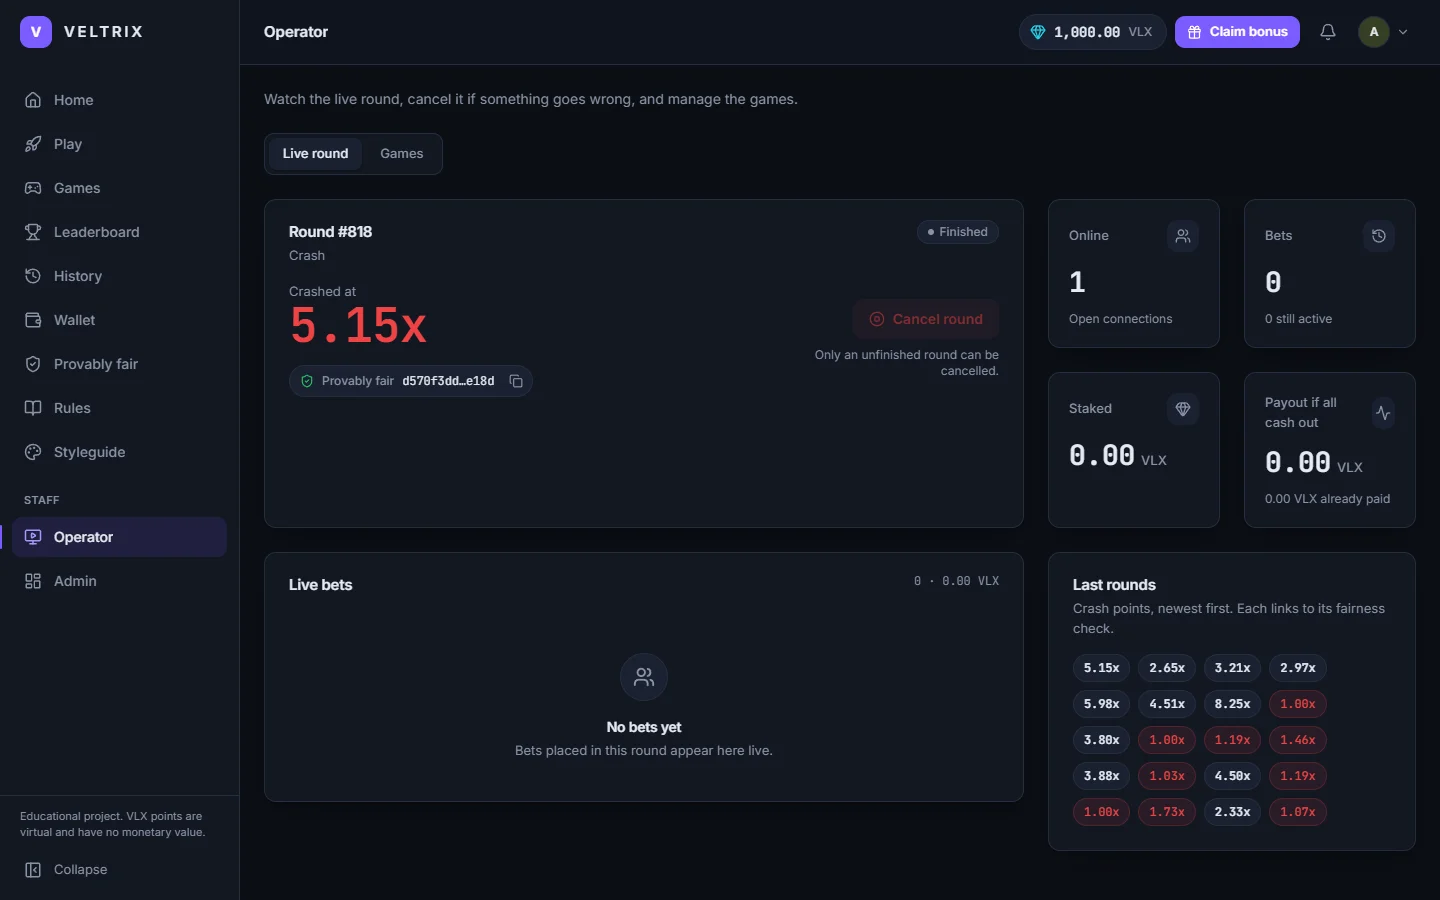 V VELTRIX
Operator
1,000.00 VLX
Claim bonus
A
Home
Play
Games
Leaderboard
History
Wallet
Provably fair
Rules
Styleguide
STAFF
Operator
Admin
Educational project. VLX points are
virtual and have no monetary value.
Collapse
Watch the live round, cancel it if something goes wrong, and manage the games.
Live round Games
Round #818
Finished
Crash
Crashed at
5.15x
Cancel round
Only an unfinished round can be
cancelled.
Provably fair d570f3dd…e18d
Online
1
Open connections
Bets
0
0 still active
Staked
0.00 VLX
Payout if all
cash out
0.00 VLX
0.00 VLX already paid
Live bets
0 · 0.00 VLX
No bets yet
Bets placed in this round appear here live.
Last rounds
Crash points, newest first. Each links to its fairness
check.
5.15x 2.65x 3.21x 2.97x
5.98x 4.51x 8.25x 1.00x
3.80x 1.00x 1.19x 1.46x
3.88x 1.03x 4.50x 1.19x
1.00x 1.73x 2.33x 1.07x